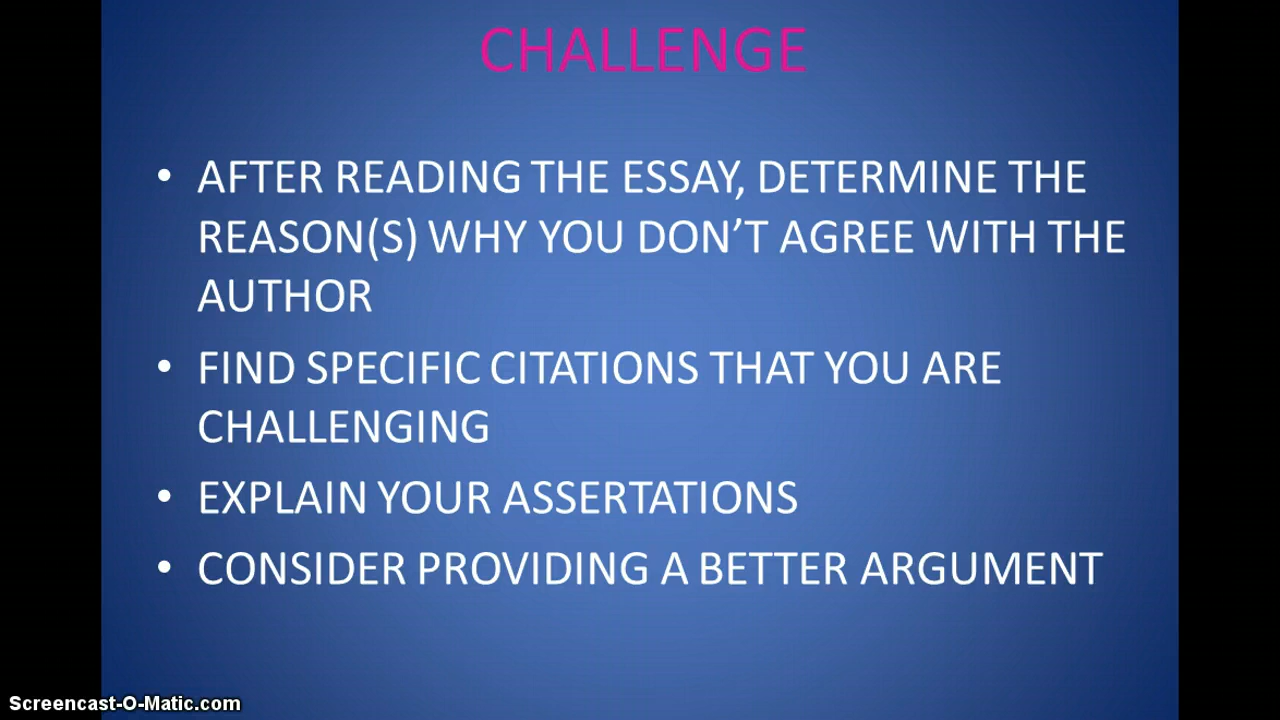 CHALLENGE
• AFTER READING THE ESSAY, DETERMINE THE
REASON(S) WHY YOU DON’T AGREE WITH THE
AUTHOR
• FIND SPECIFIC CITATIONS THAT YOU ARE
CHALLENGING
• EXPLAIN YOUR ASSERTATIONS
• CONSIDER PROVIDING A BETTER ARGUMENT
Screencast-O-Matic.com